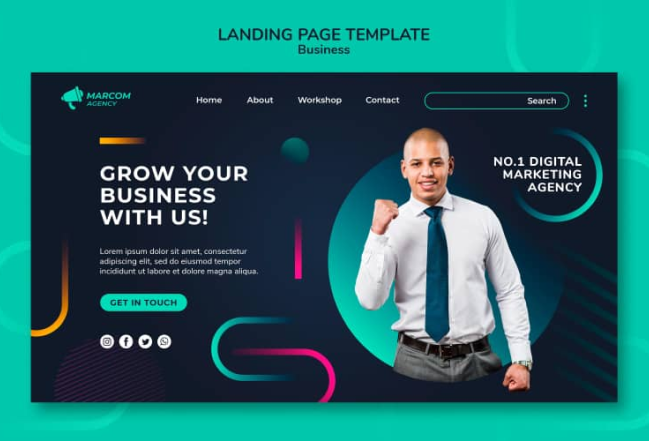 LANDING PAGE TEMPLATE
Business
MARCOM
AGENCY
Home About Workshop Contact Search
GROW YOUR
BUSINESS
WITH US!
NO.1 DIGITAL
MARKETING
AGENCY
Lorem ipsum dolor sit amet, consectetur
adipiscing elit, sed do eiusmod tempor
incididunt ut labore et dolore magna aliqua.
GET IN TOUCH